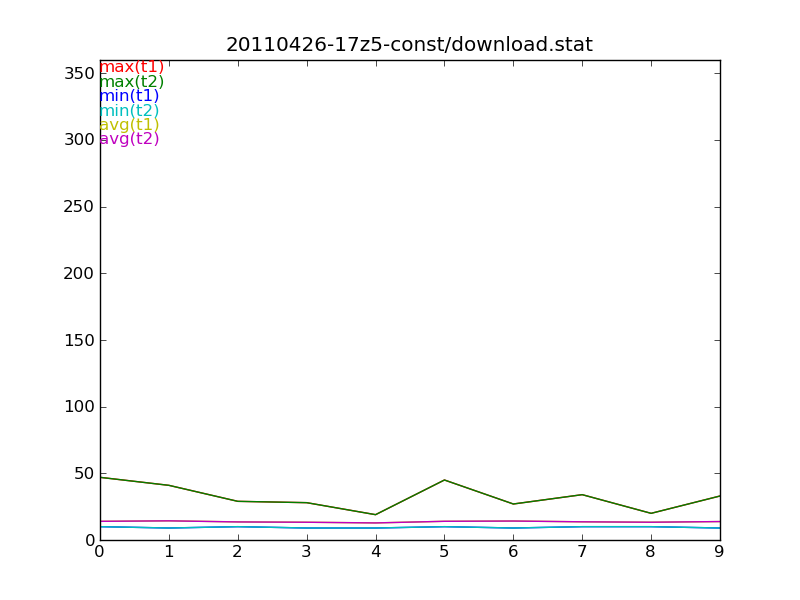 20110426-17z5-const/download.stat
350
300
250
200
150
100
50
0
max(t1)
max(t2)
min(t1)
min(t2)
avg(t1)
avg(t2)
0 1 2 3 4 5 6 7 8 9